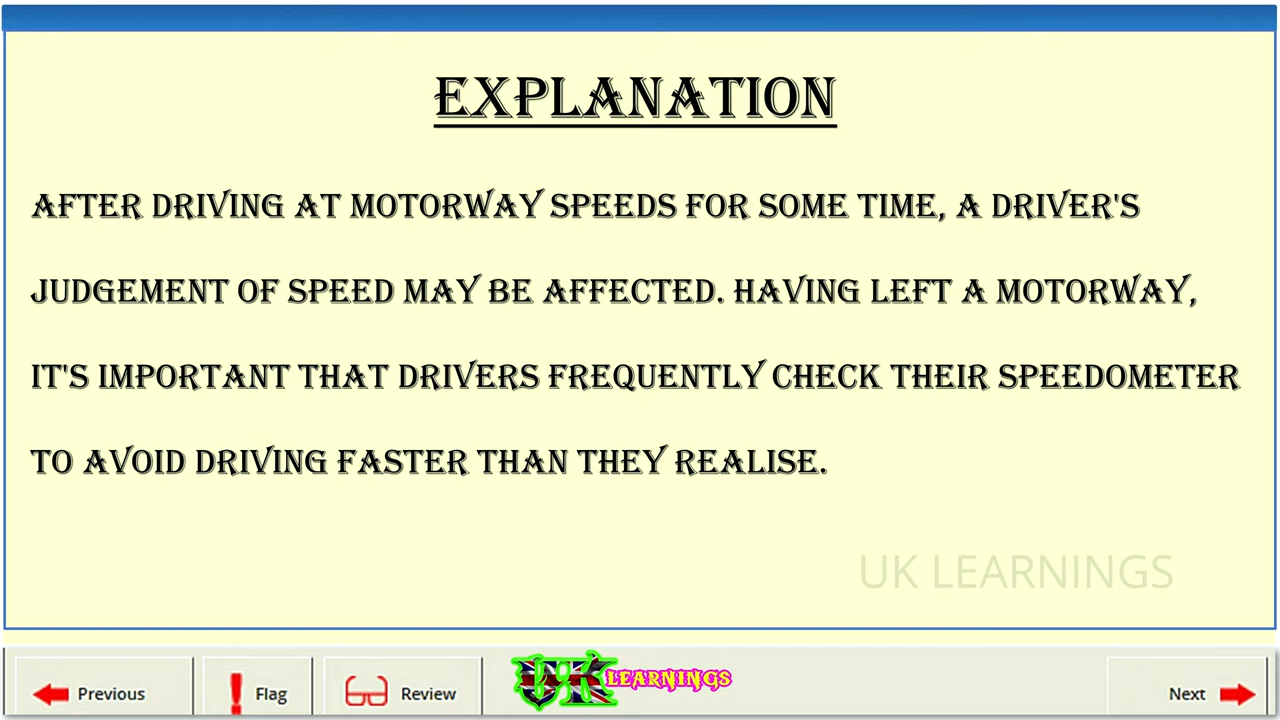 EXPLANATION
AFTER DRIVING AT MOTORWAY SPEEDS FOR SOME TIME, A DRIVER'S
JUDGEMENT OF SPEED MAY BE AFFECTED. HAVING LEFT A MOTORWAY,
IT'S IMPORTANT THAT DRIVERS FREQUENTLY CHECK THEIR SPEEDOMETER
TO AVOID DRIVING FASTER THAN THEY REALISE.
UK LEARNINGS
Previous
Flag
Review
UK LEARNINGS
Next